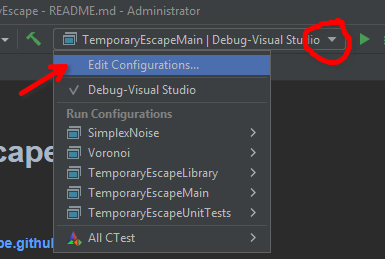 yEscape - README.md - Administrator
TemporaryEscapeMain | Debug-Visual Studio
Edit Configurations...
Debug-Visual Studio
Run Configurations
SimplexNoise
Voronoi
TemporaryEscapeLibrary
TemporaryEscapeMain
TemporaryEscapeUnitTests
All CTest
cape
pe.github